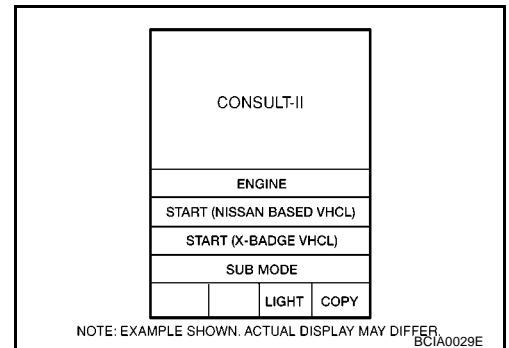 CONSULT-II
ENGINE
START (NISSAN BASED VHCL)
START (X-BADGE VHCL)
SUB MODE
LIGHT COPY
NOTE: EXAMPLE SHOWN. ACTUAL DISPLAY MAY DIFFER.
BCIA0029E